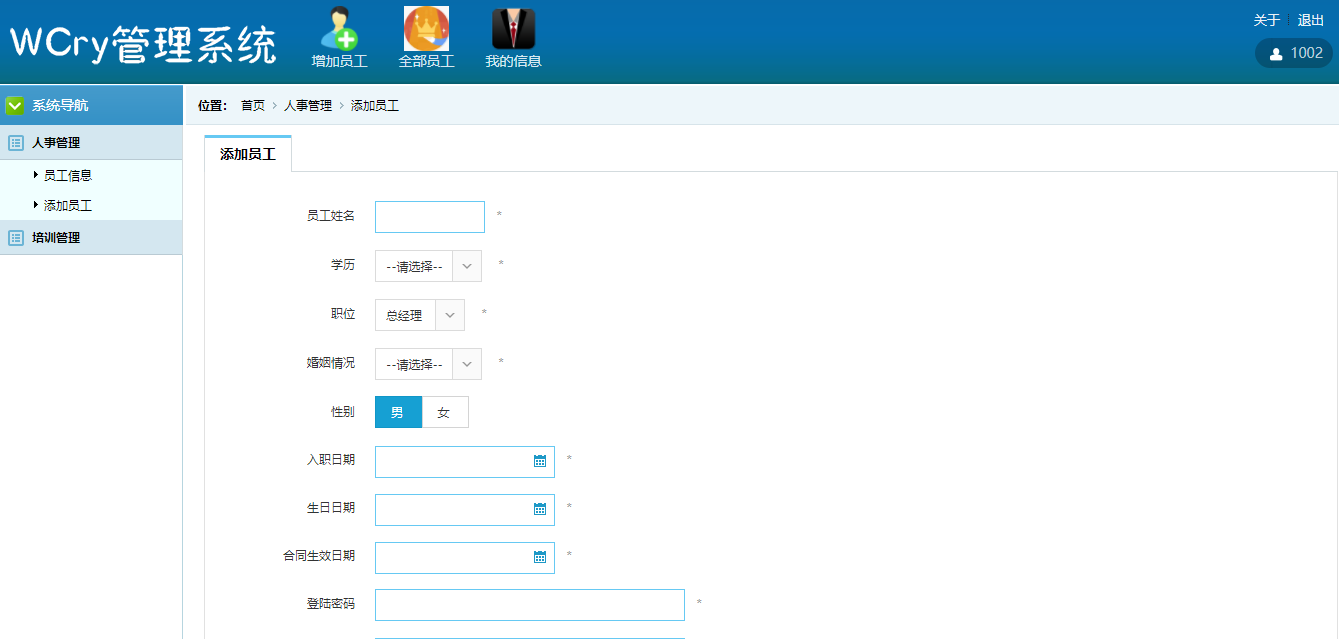 WCry管理系统
增加员工
全部员工
我的信息
关于 退出
1002
系统导航
人事管理
员工信息
添加员工
培训管理
位置： 首页 > 人事管理 > 添加员工
添加员工
员工姓名 *
学历 --请选择-- *
职位 总经理 *
婚姻情况 --请选择-- *
性别 男 女
入职日期 *
生日日期 *
合同生效日期 *
登陆密码 *